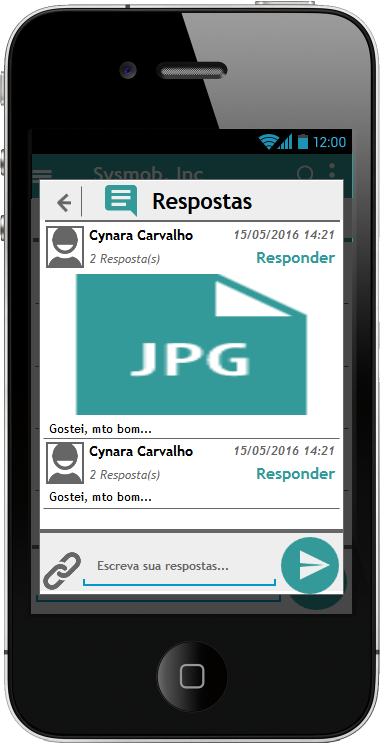 12:00
Sysmob, Inc
Respostas
Cynara Carvalho 15/05/2016 14:21
2 Resposta(s) Responder
JPG
Gostei, mto bom...
Cynara Carvalho 15/05/2016 14:21
2 Resposta(s) Responder
Gostei, mto bom...
Escreva sua respostas...